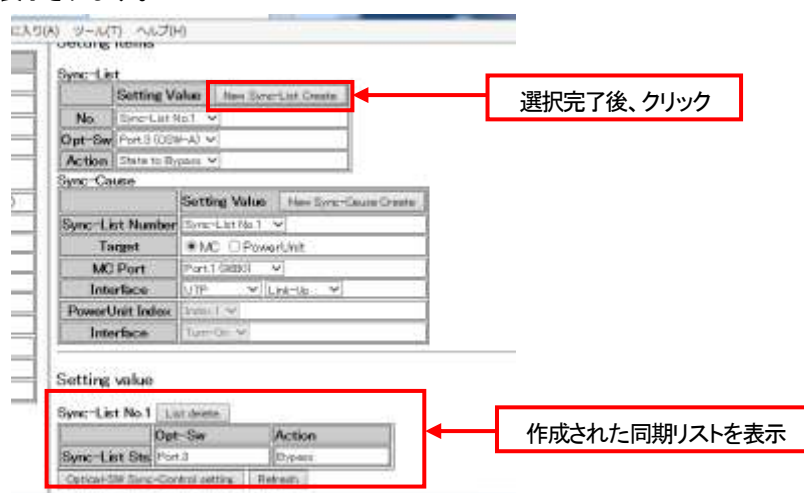 ツール(T) ヘルプ(H)
Setting Items
Sync-List
Setting Value New Sync-List Create
No. Sync-List No.1
Opt-Sw Port.3 (OSW-A)
Action State to Bypass
選択完了後、クリック
Sync-Cause
Setting Value New Sync-Cause Create
Sync-List Number Sync-List No.1
Target MC PowerUnit
MC Port Port.1
Interface UTP Link-Up
PowerUnit Index Index.1
Interface Turn-On
Setting value
Sync-List No.1 List delete
Opt-Sw Action
Sync-List Sts Port.3 Bypass
作成された同期リストを表示
Optical-SW Sync-Control setting Refresh